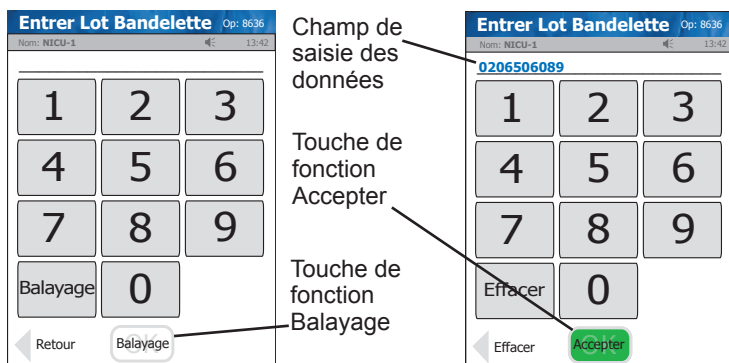 Entrer Lot Bandelette Op: 8636
Nom: NICU-1 13:42
1 2 3
4 5 6
7 8 9
Balayage 0
Retour Balayage OK
Champ de
saisie des
données
Touche de
fonction
Accepter
Touche de
fonction
Balayage
Entrer Lot Bandelette Op: 8636
Nom: NICU-1 13:42
0206506089
1 2 3
4 5 6
7 8 9
Effacer 0
Effacer Accepter OK